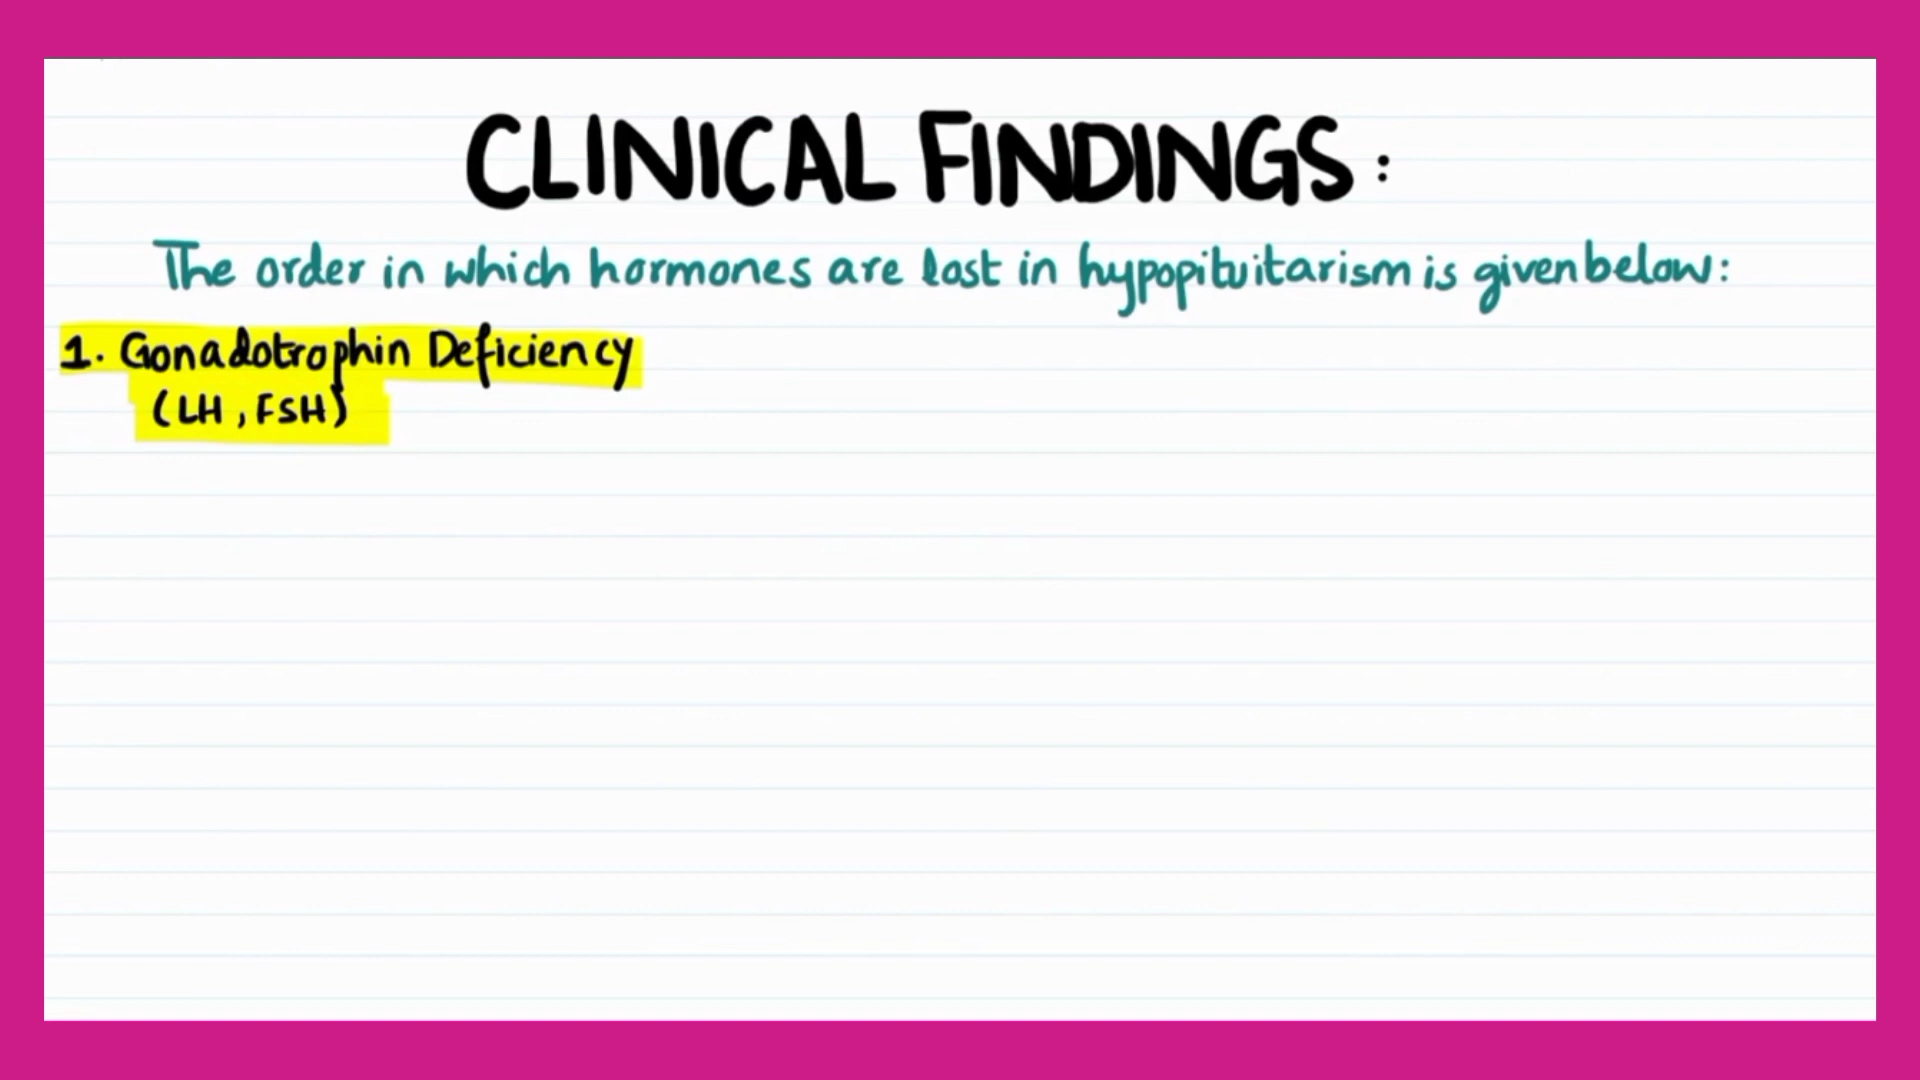 CLINICAL FINDINGS:
The order in which hormones are lost in hypopituitarism is given below:
1. Gonadotrophin Deficiency
(LH, FSH)